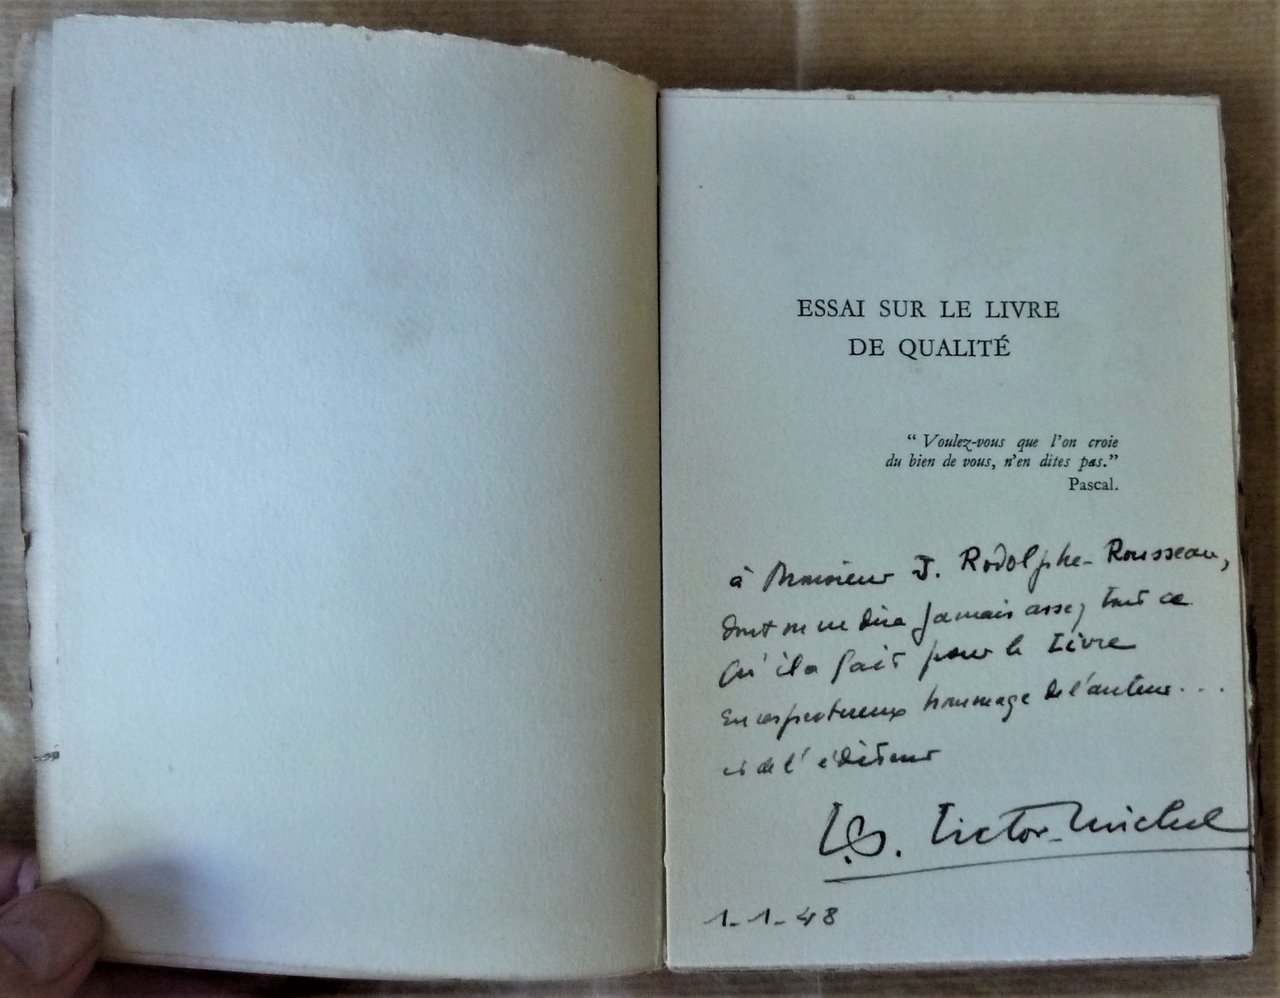 ESSAI SUR LE LIVRE
DE QUALITÉ
“ Voulez-vous que l'on croie
du bien de vous, n'en dites pas.”
Pascal.
à Monsieur J. Rodolphe-Rousseau,
dont on ne dira jamais assez tout ce
qu'il a fait pour le Livre
En respectueux hommage de l'auteur...
et de l'éditeur
Victor-Michel
1-1-48